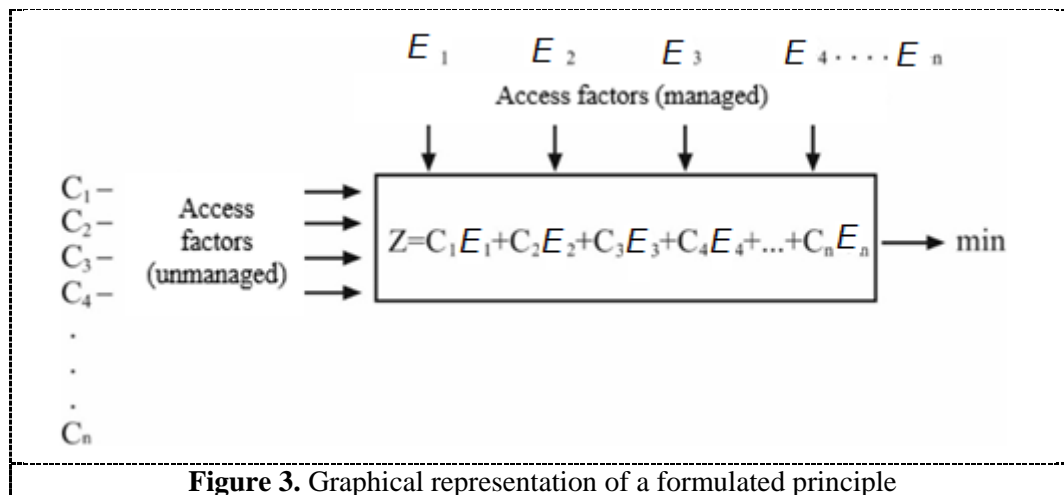 E 1 E 2 E 3 E 4 . . . . E n
Access factors (managed)
C1 –
C2 –
C3 –
C4 –
.
.
.
Cn
Access
factors
(unmanaged)
Z=C1E1+C2E2+C3E3+C4E4+...+CnEn
min
Figure 3. Graphical representation of a formulated principle